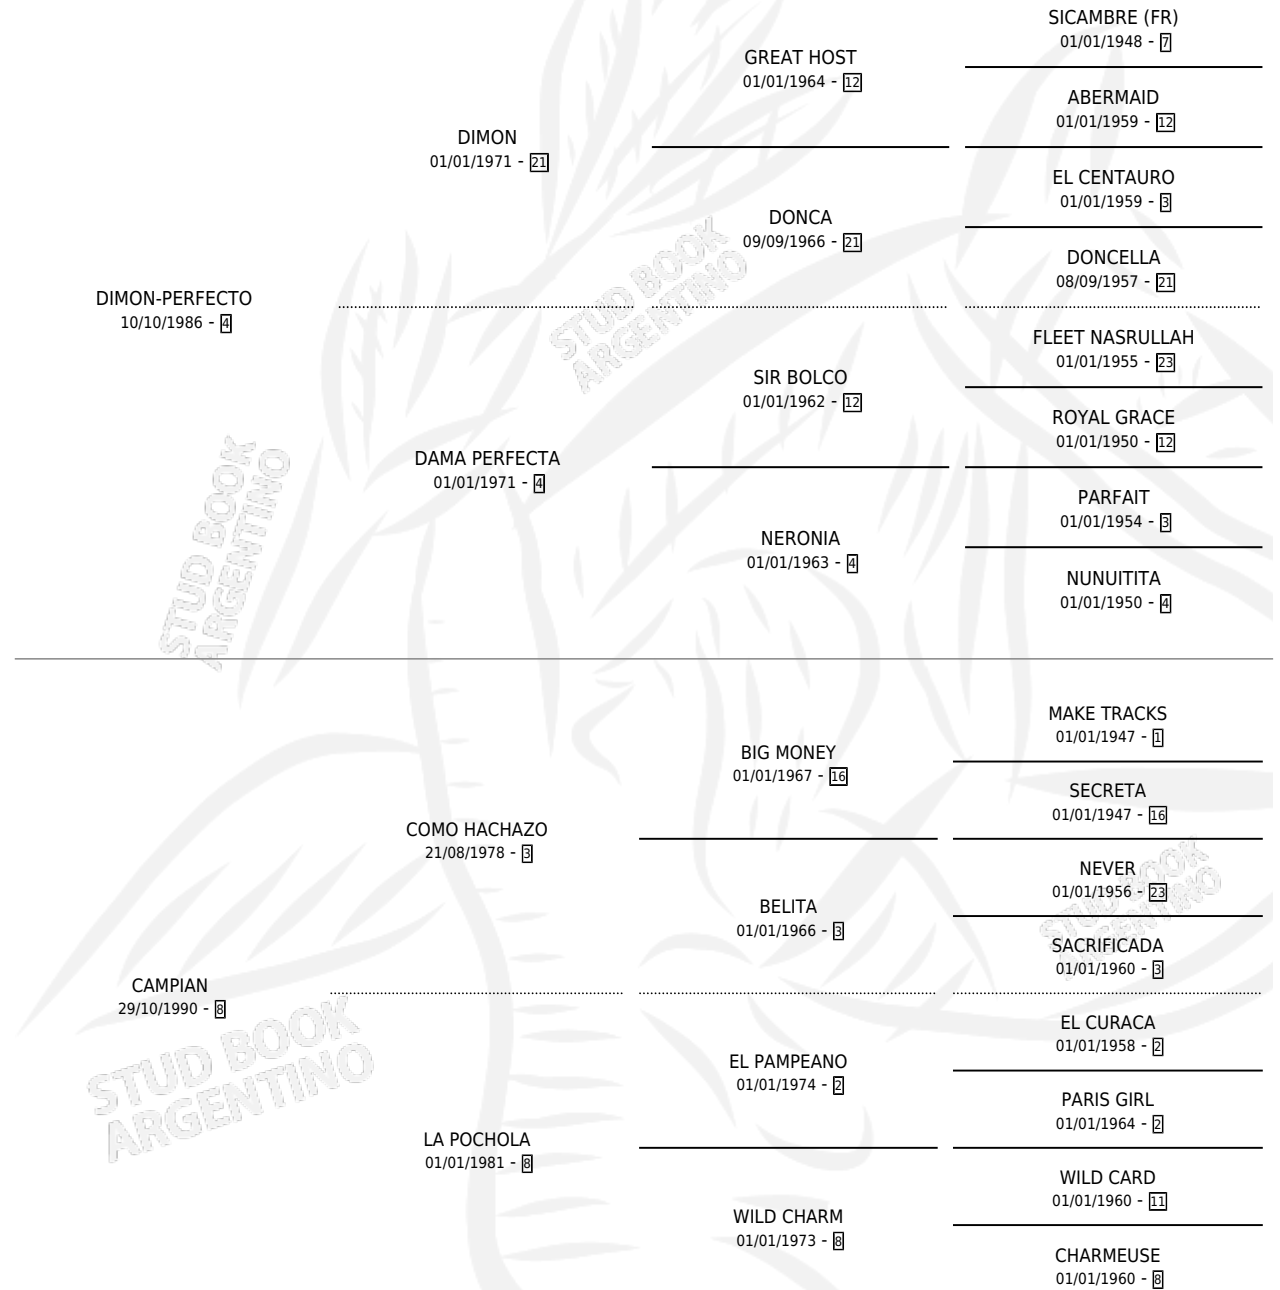 SICAMBRE (FR)
01/01/1948 - 7
GREAT HOST
01/01/1964 - 12
ABERMAID
01/01/1959 - 12
DIMON
01/01/1971 - 21
EL CENTAURO
01/01/1959 - 3
DONCA
09/09/1966 - 21
DONCELLA
08/09/1957 - 21
DIMON-PERFECTO
10/10/1986 - 4
FLEET NASRULLAH
01/01/1955 - 23
SIR BOLCO
01/01/1962 - 12
ROYAL GRACE
01/01/1950 - 12
DAMA PERFECTA
01/01/1971 - 4
PARFAIT
01/01/1954 - 3
NERONIA
01/01/1963 - 4
NUNUITITA
01/01/1950 - 4
STUD BOOK
ARGENTINO
STUD BOOK
ARGENTINO
MAKE TRACKS
01/01/1947 - 1
BIG MONEY
01/01/1967 - 16
SECRETA
01/01/1947 - 16
COMO HACHAZO
21/08/1978 - 3
NEVER
01/01/1956 - 23
BELITA
01/01/1966 - 3
SACRIFICADA
01/01/1960 - 3
CAMPIAN
29/10/1990 - 8
EL CURACA
01/01/1958 - 2
EL PAMPEANO
01/01/1974 - 2
PARIS GIRL
01/01/1964 - 2
LA POCHOLA
01/01/1981 - 8
WILD CARD
01/01/1960 - 11
WILD CHARM
01/01/1973 - 8
CHARMEUSE
01/01/1960 - 8
STUD BOOK
ARGENTINO
STUD BOOK
ARGENTINO